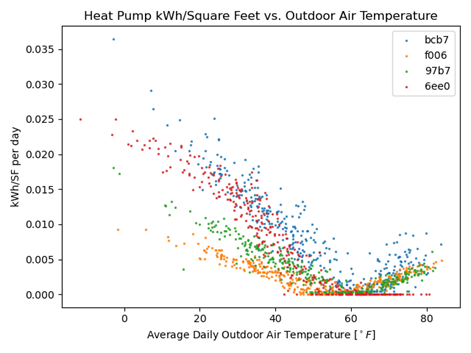 Heat Pump kWh/Square Feet vs. Outdoor Air Temperature
bcb7
f006
97b7
6ee0
kWh/SF per day
0.035
0.030
0.025
0.020
0.015
0.010
0.005
0.000
0 20 40 60 80
Average Daily Outdoor Air Temperature [°F]